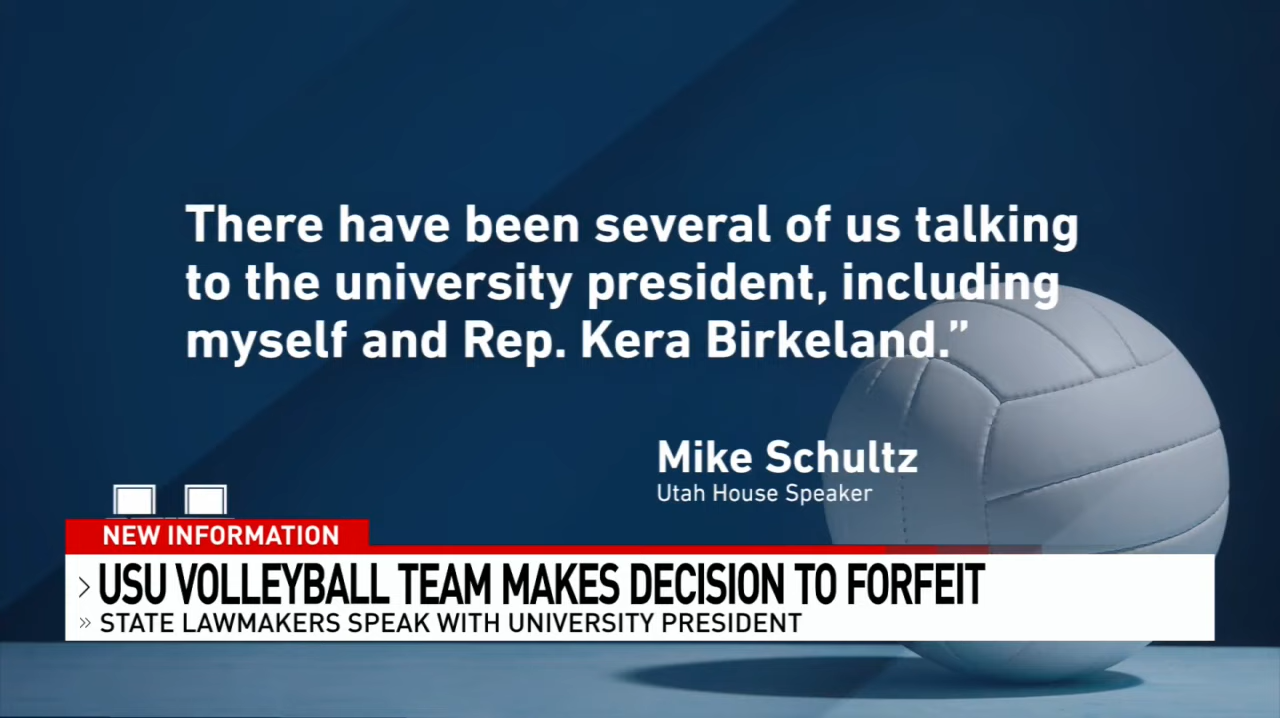 There have been several of us talking
to the university president, including
myself and Rep. Kera Birkeland.”
Mike Schultz
Utah House Speaker
NEW INFORMATION
USU VOLLEYBALL TEAM MAKES DECISION TO FORFEIT
STATE LAWMAKERS SPEAK WITH UNIVERSITY PRESIDENT